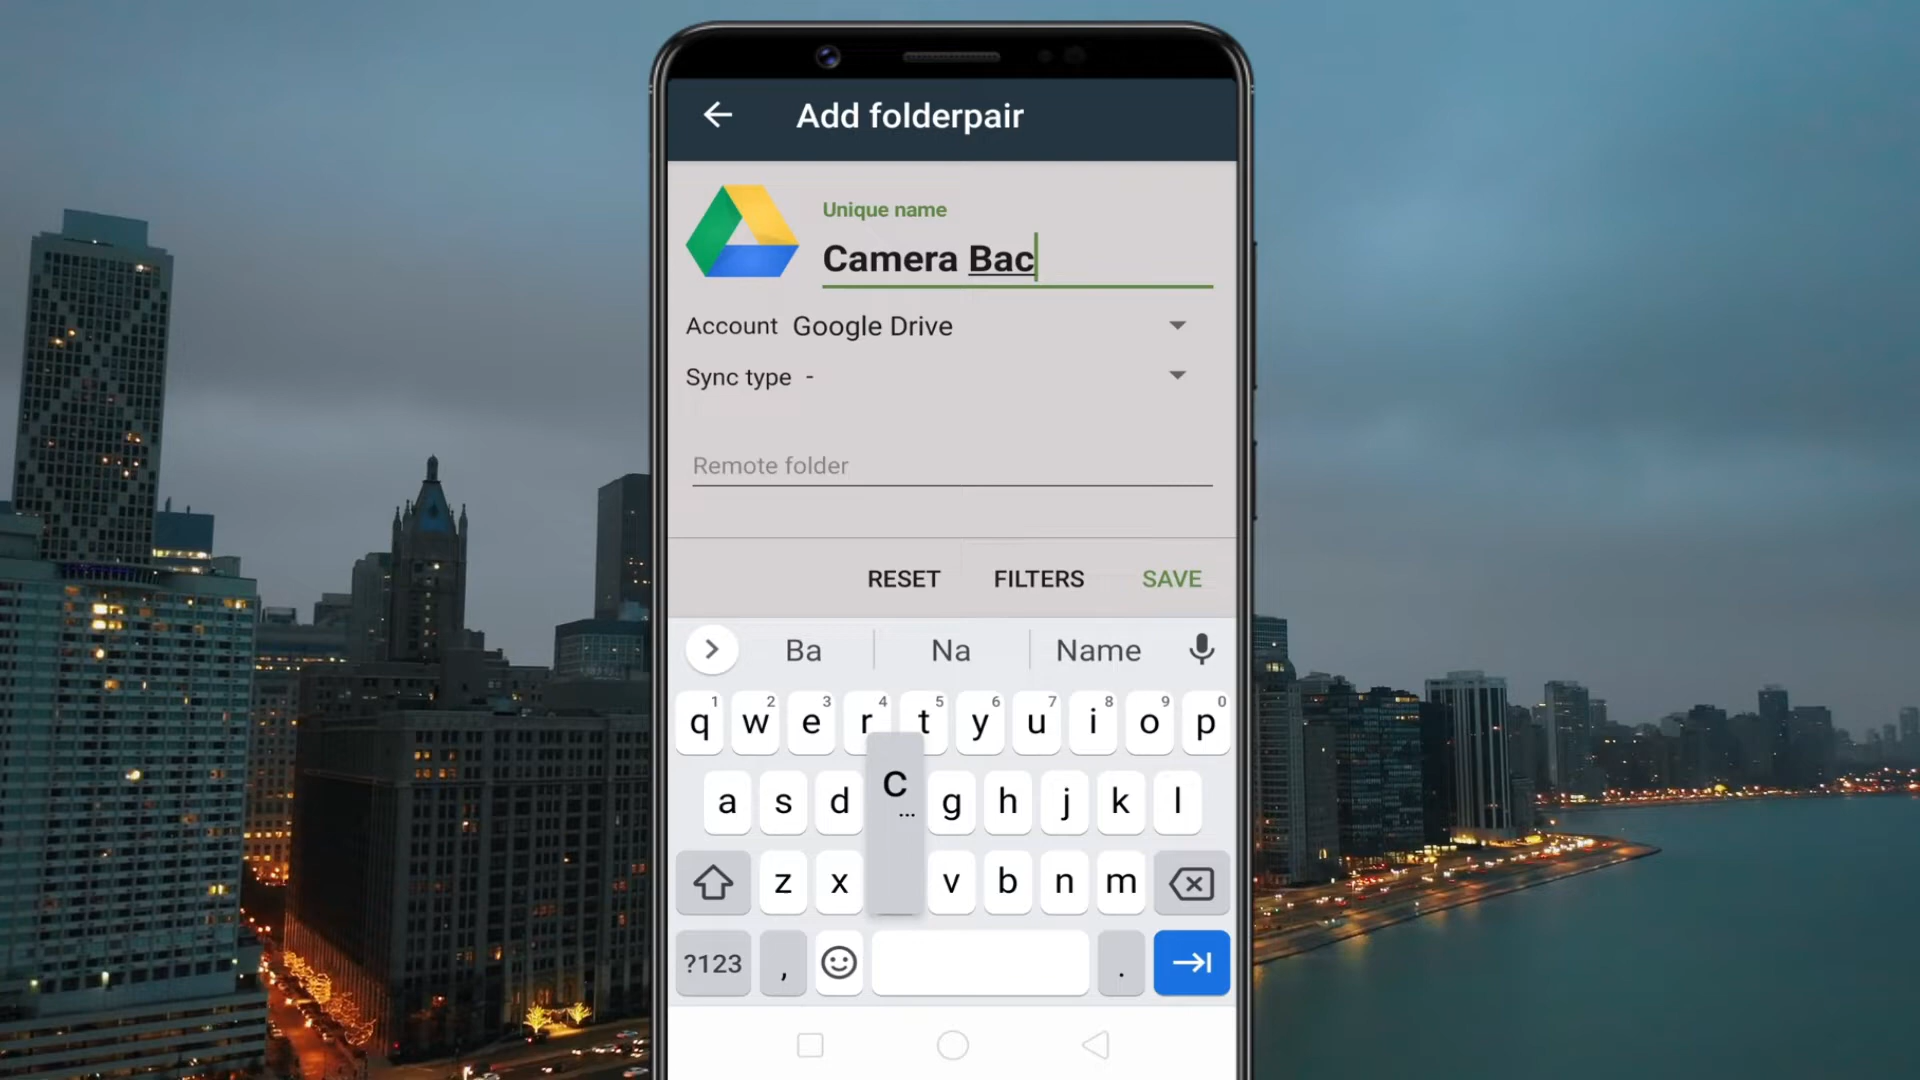 Add folderpair
Unique name
Camera Bac
Account Google Drive
Sync type -
Remote folder
RESET FILTERS SAVE
Ba Na Name
1 2 3 4 5 6 7 8 9 0
q w e r t y u i o p
a s d C g h j k l
...
z x v b n m
?123 , .